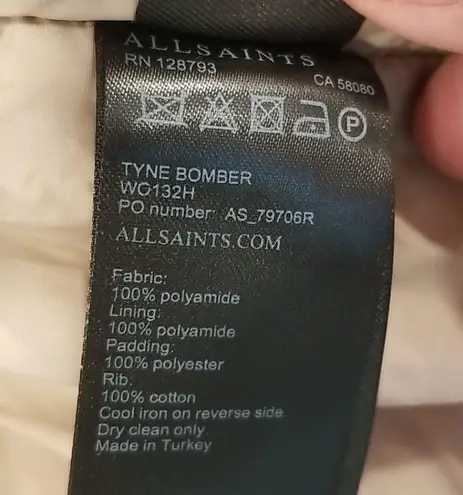 ALLSAINTS
RN 128793
CA 58080
P
TYNE BOMBER
WO132H
PO number: AS_79706R
ALLSAINTS.COM
Fabric:
100% polyamide
Lining:
100% polyamide
Padding:
100% polyester
Rib:
100% cotton
Cool iron on reverse side.
Dry clean only
Made in Turkey